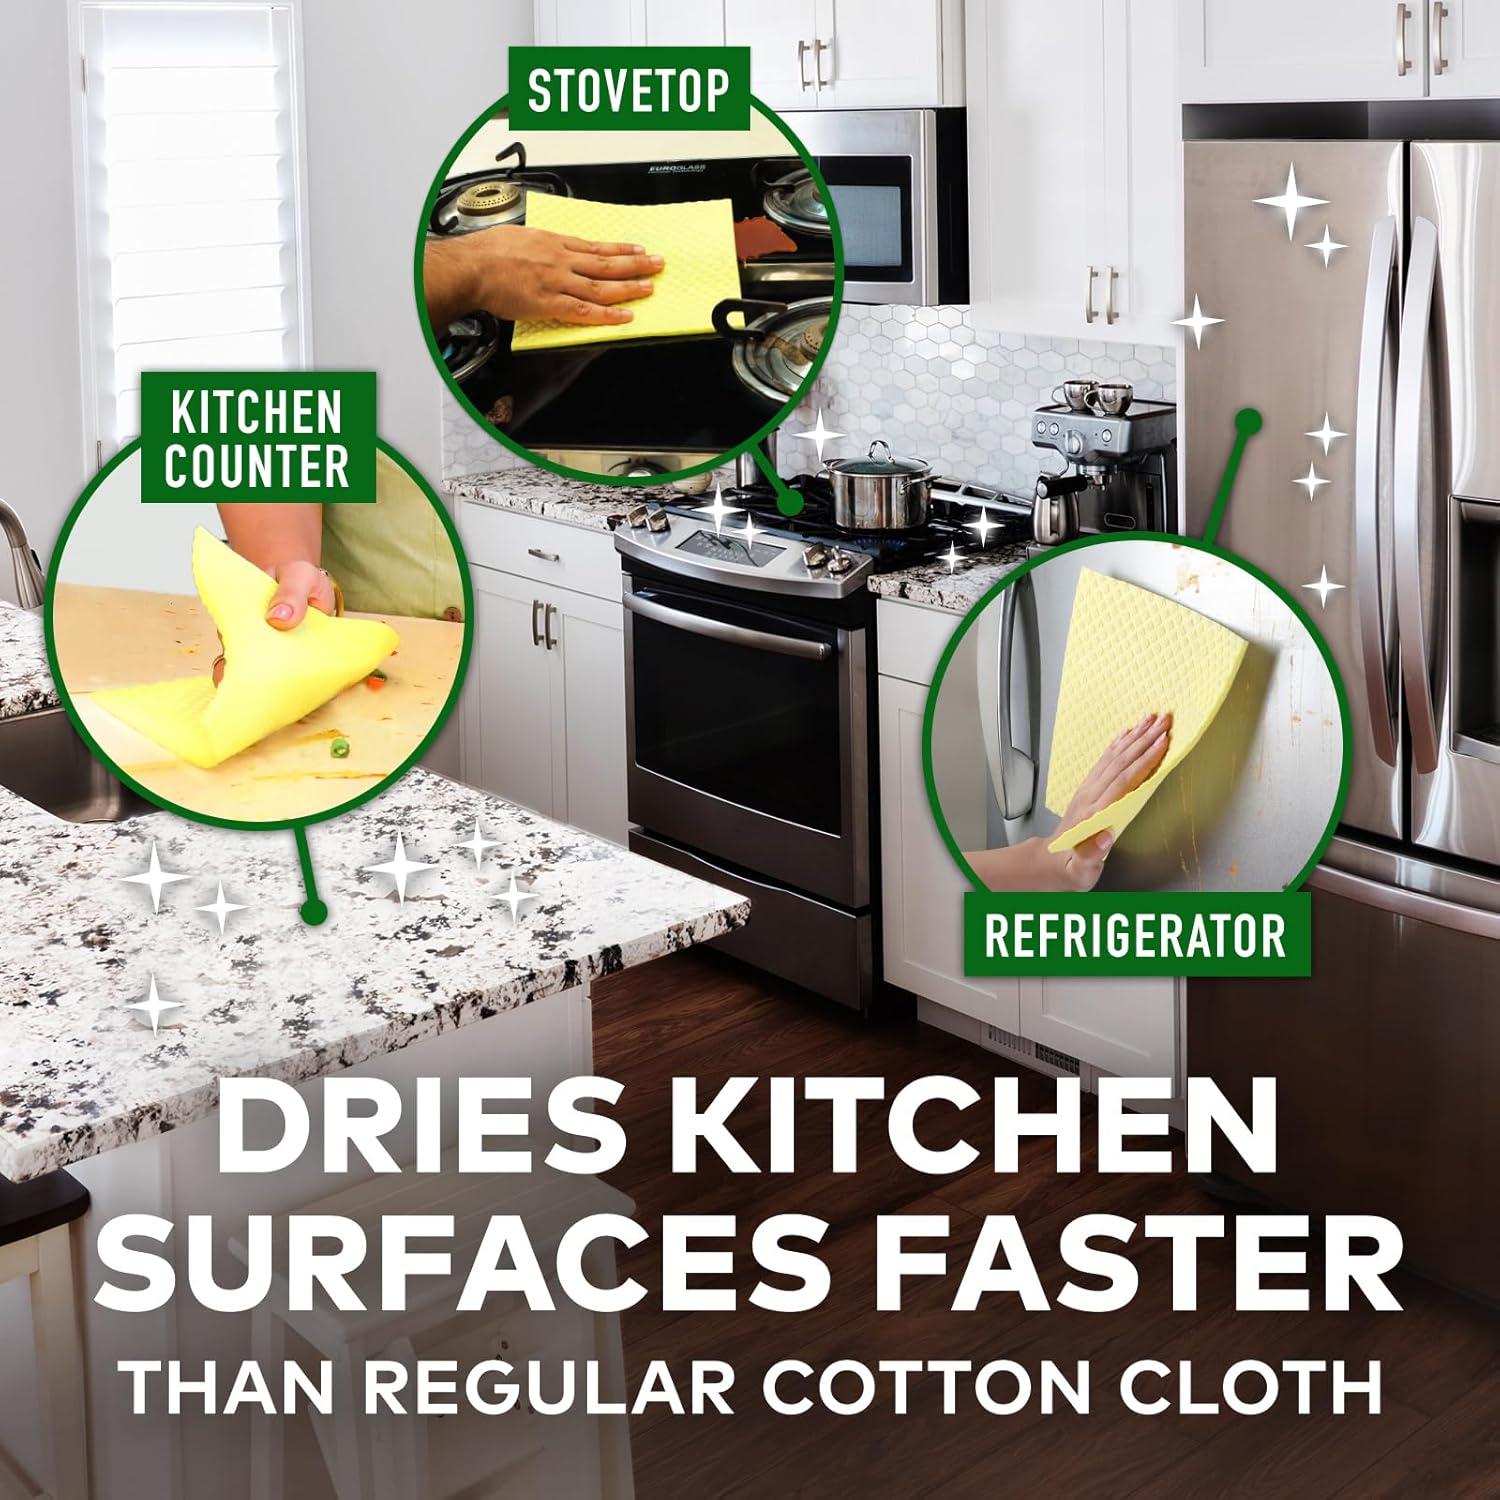 STOVETOP
EUROGLASS
KITCHEN
COUNTER
REFRIGERATOR
DRIES KITCHEN
SURFACES FASTER
THAN REGULAR COTTON CLOTH